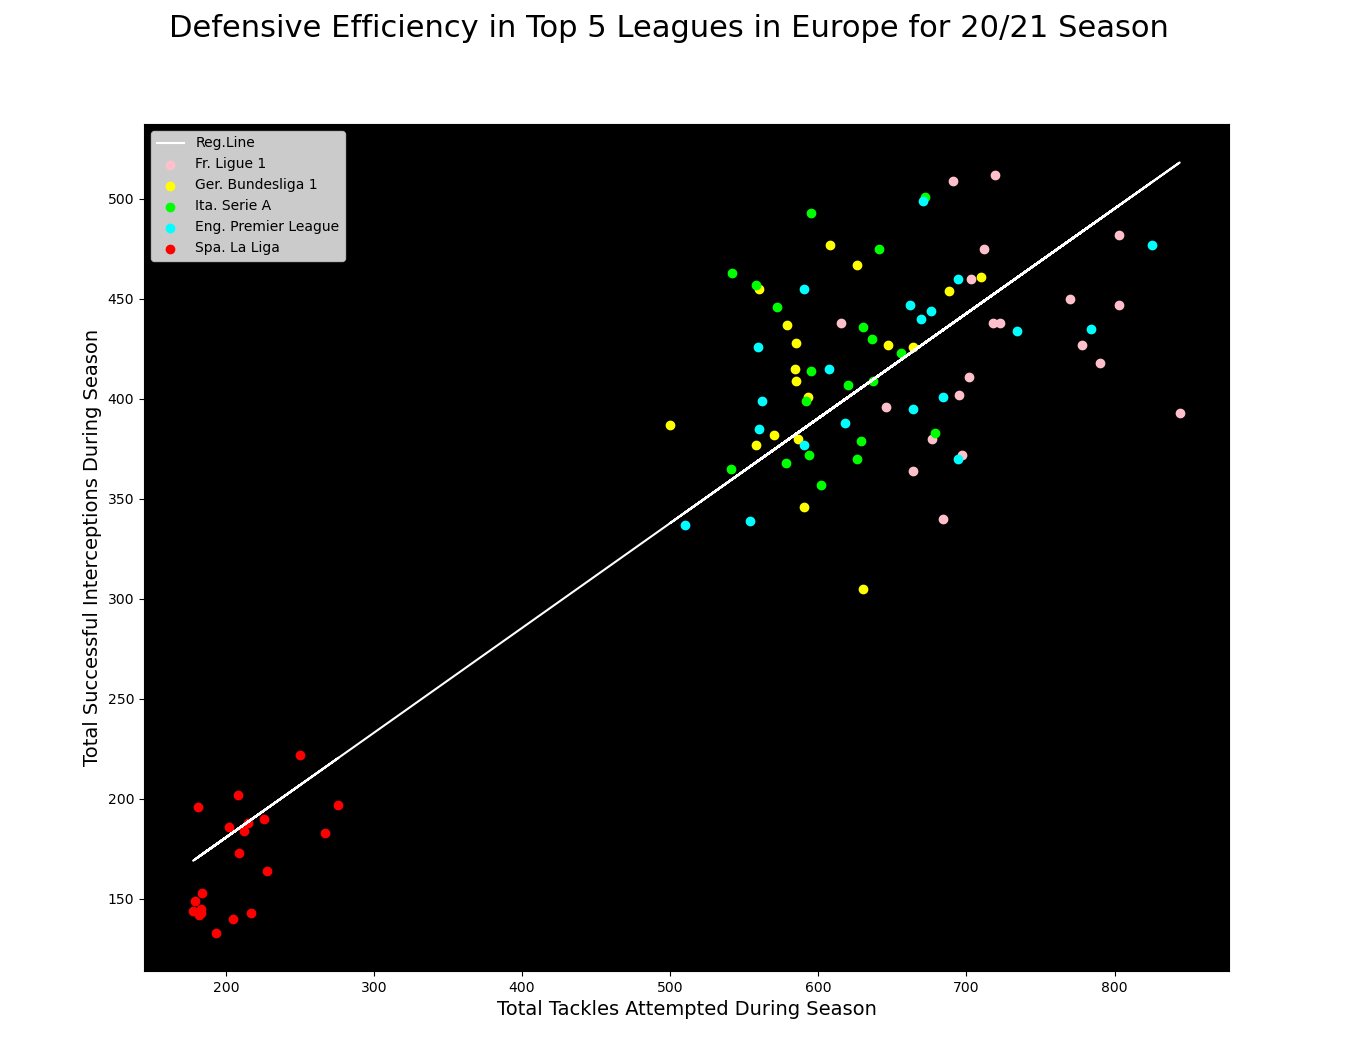 Defensive Efficiency in Top 5 Leagues in Europe for 20/21 Season
Reg.Line
Fr. Ligue 1
Ger. Bundesliga 1
Ita. Serie A
Eng. Premier League
Spa. La Liga
Total Successful Interceptions During Season
500
450
400
350
300
250
200
150
200 300 400 500 600 700 800
Total Tackles Attempted During Season